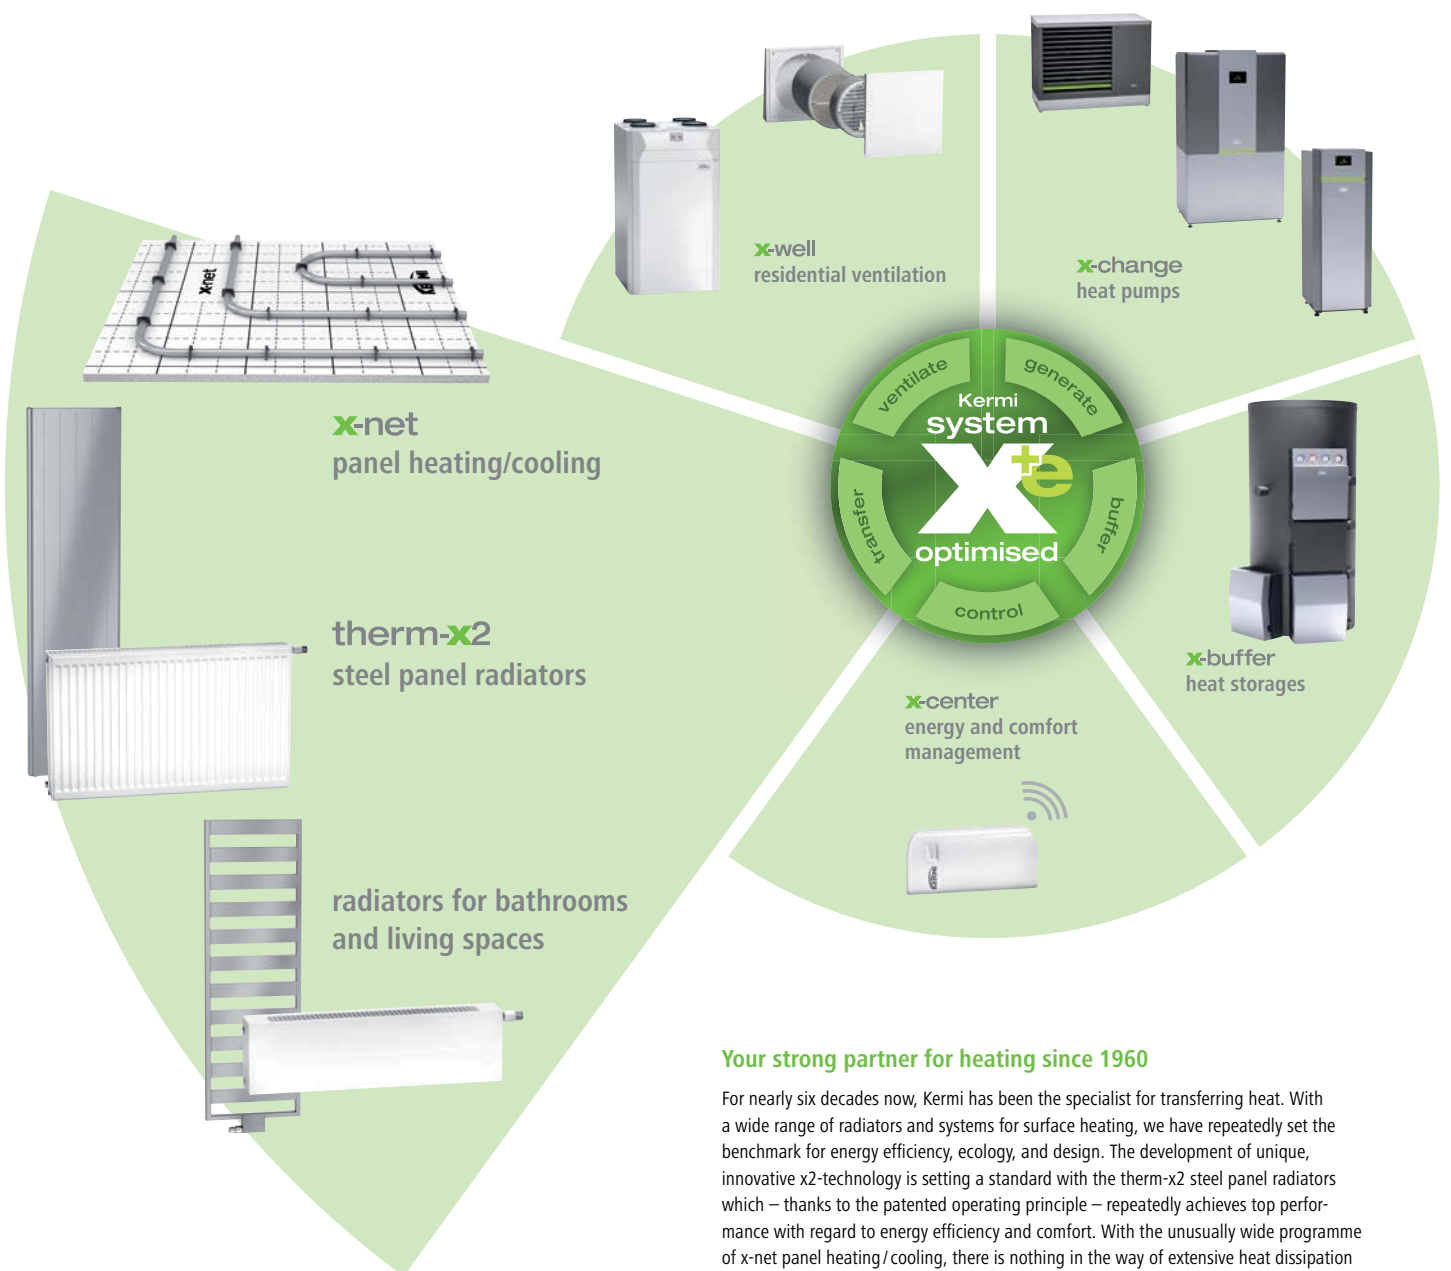 x-well
residential ventilation
x-change
heat pumps
x-net
KERMI
x-net
panel heating/cooling
ventilate
generate
Kermi
system
x+e
optimised
transfer
buffer
control
therm-x2
steel panel radiators
x-buffer
heat storages
x-center
energy and comfort
management
KERMI
radiators for bathrooms
and living spaces
Your strong partner for heating since 1960
For nearly six decades now, Kermi has been the specialist for transferring heat. With
a wide range of radiators and systems for surface heating, we have repeatedly set the
benchmark for energy efficiency, ecology, and design. The development of unique,
innovative x2-technology is setting a standard with the therm-x2 steel panel radiators
which – thanks to the patented operating principle – repeatedly achieves top perfor-
mance with regard to energy efficiency and comfort. With the unusually wide programme
of x-net panel heating/cooling, there is nothing in the way of extensive heat dissipation